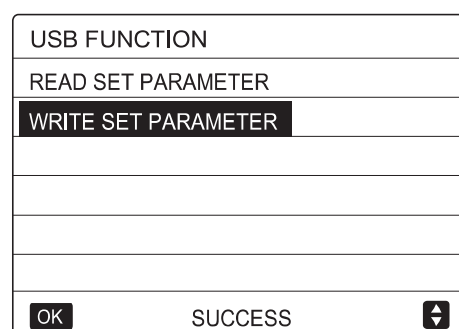 USB FUNCTION
READ SET PARAMETER
WRITE SET PARAMETER
OK SUCCESS